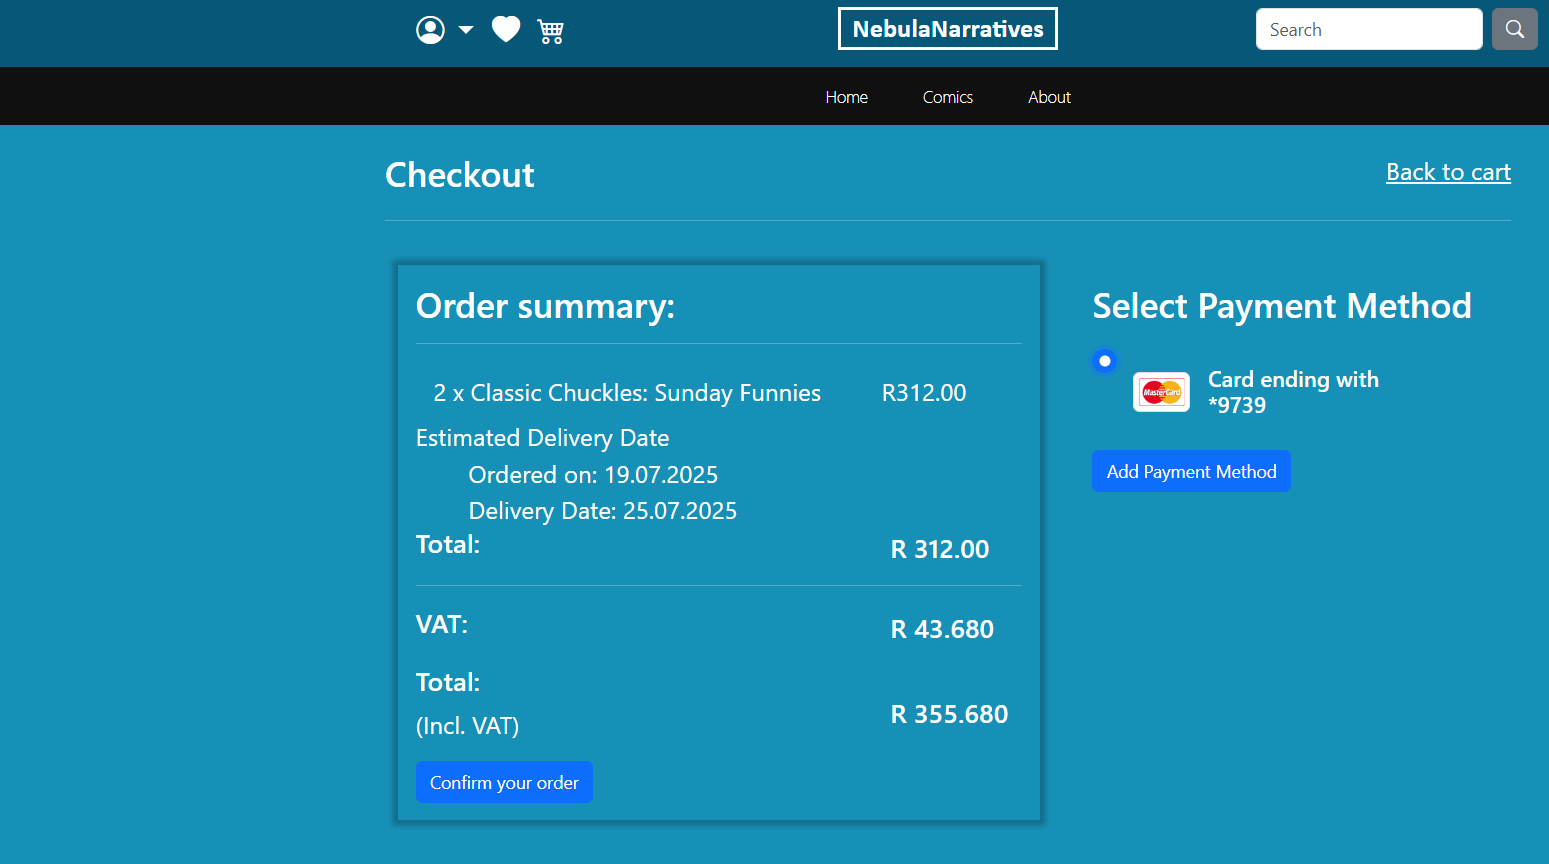 NebulaNarratives
Search
Home Comics About
Checkout
Back to cart
Order summary:
2 x Classic Chuckles: Sunday Funnies R312.00
Estimated Delivery Date
Ordered on: 19.07.2025
Delivery Date: 25.07.2025
Total: R 312.00
VAT: R 43.680
Total:
(Incl. VAT) R 355.680
Confirm your order
Select Payment Method
MasterCard
Card ending with
*9739
Add Payment Method